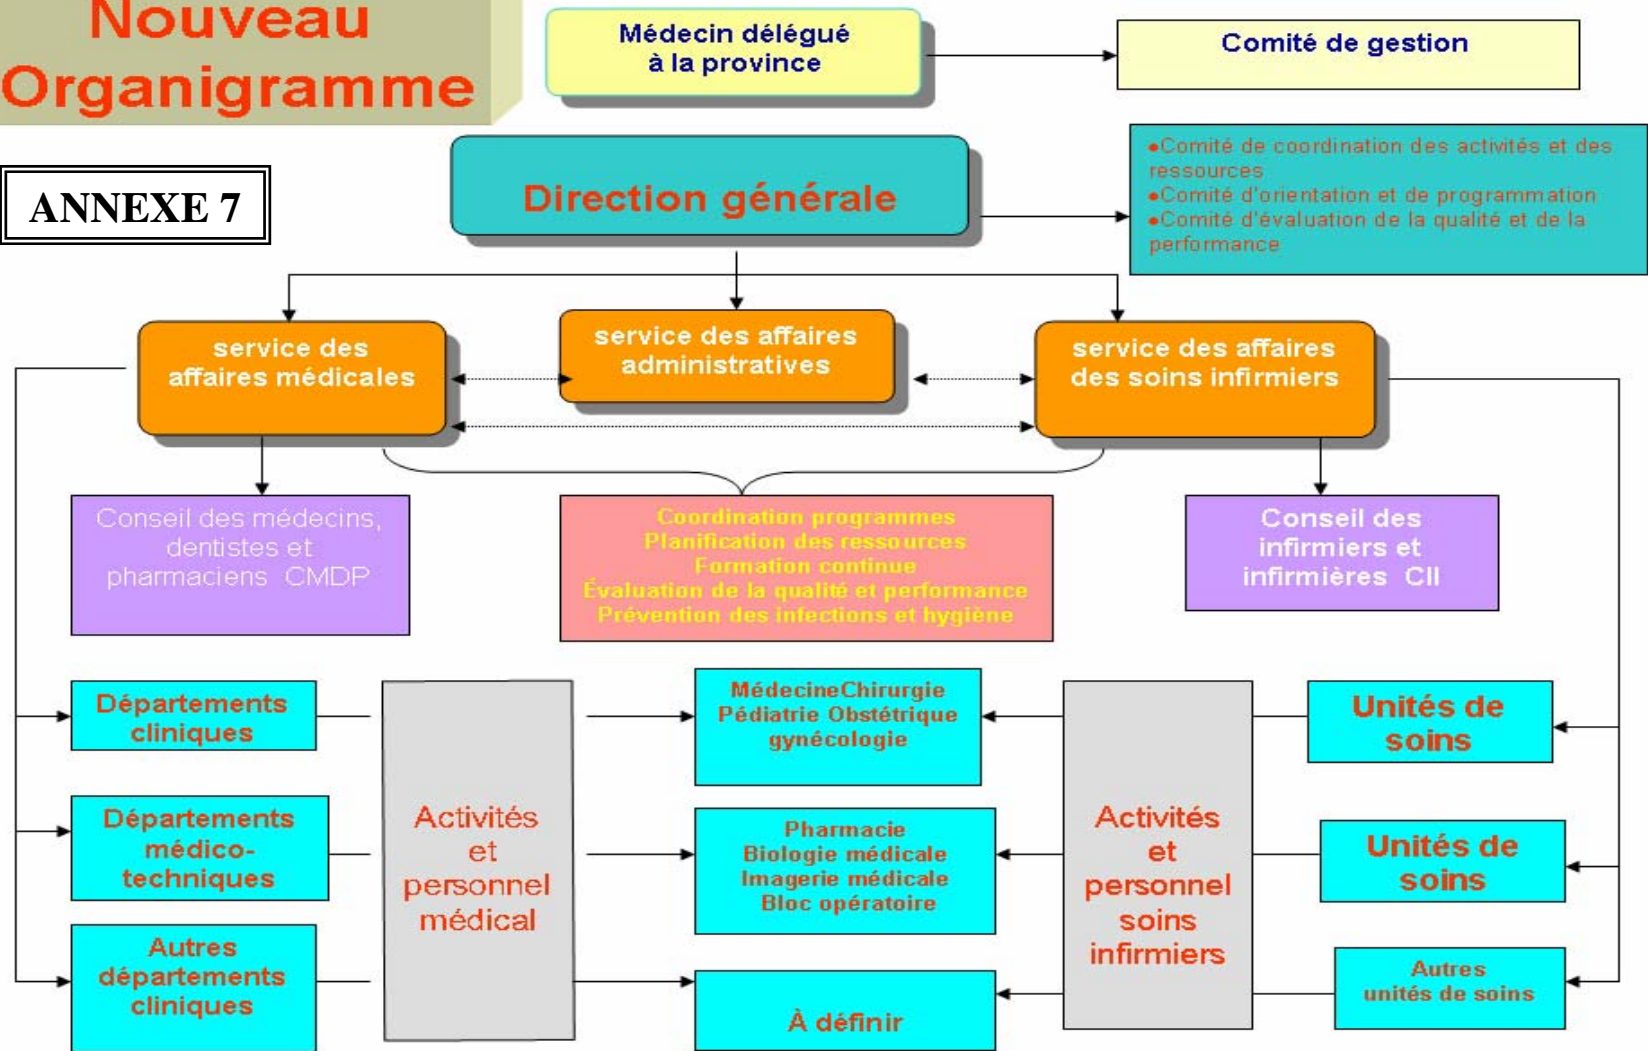 Nouveau
Organigramme
Médecin délégué
à la province
Comité de gestion
ANNEXE 7
Direction générale
•Comité de coordination des activités et des
ressources
•Comité d'orientation et de programmation
•Comité d'évaluation de la qualité et de la
performance
service des
affaires médicales
service des affaires
administratives
service des affaires
des soins infirmiers
Conseil des médecins,
dentistes et
pharmaciens CMDP
Coordination programmes
Planification des ressources
Formation continue
Évaluation de la qualité et performance
Prévention des infections et hygiène
Conseil des
infirmiers et
infirmières CII
Départements
cliniques
Départements
médico-
techniques
Autres
départements
cliniques
Activités
et
personnel
médical
MédecineChirurgie
Pédiatrie Obstétrique
gynécologie
Pharmacie
Biologie médicale
Imagerie médicale
Bloc opératoire
À définir
Activités
et
personnel
soins
infirmiers
Unités de
soins
Unités de
soins
Autres
unités de soins